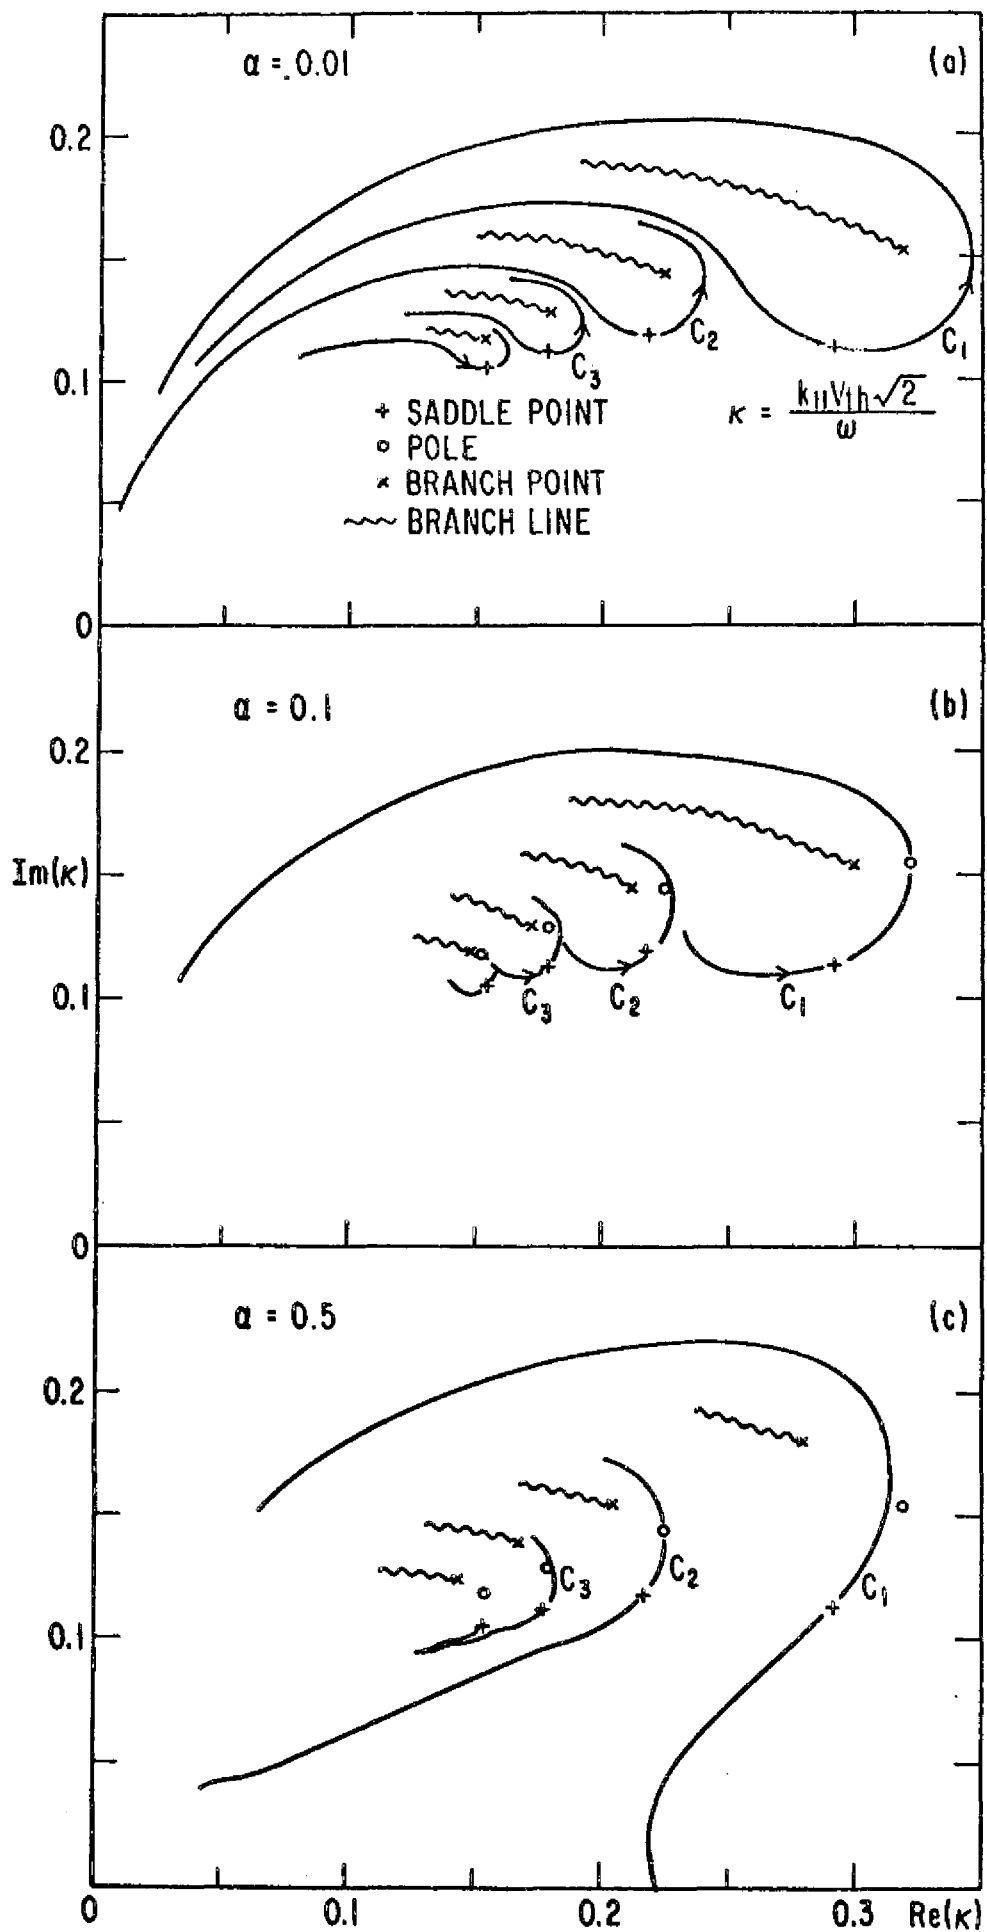 α = 0.01
(a)
0.2
C₁
C₂
C₃
0.1
+ SADDLE POINT
κ = k||Vth√2 / ω
o POLE
× BRANCH POINT
BRANCH LINE
0
α = 0.1
(b)
0.2
Im(κ)
0.1
C₃
C₂
C₁
0
α = 0.5
(c)
0.2
C₃
C₂
C₁
0.1
0
0.1
0.2
0.3
Re(κ)